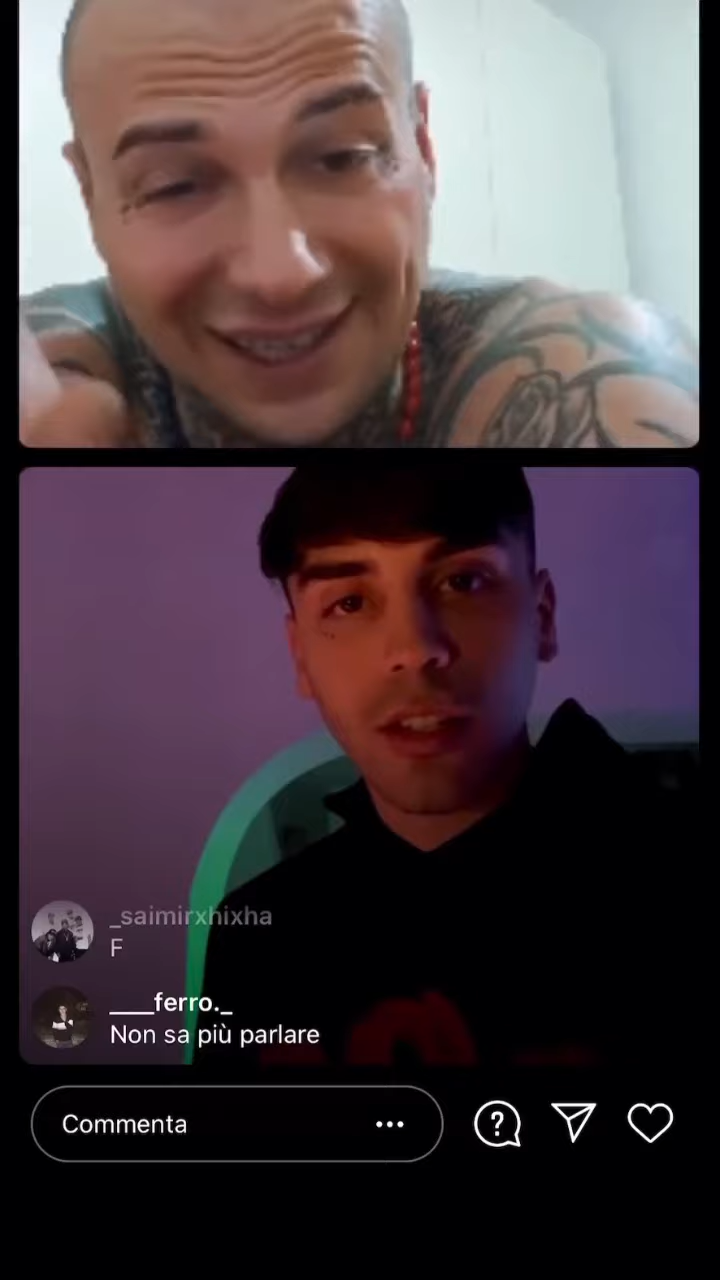 _saimirxhixha
F
____ferro._
Non sa più parlare
Commenta